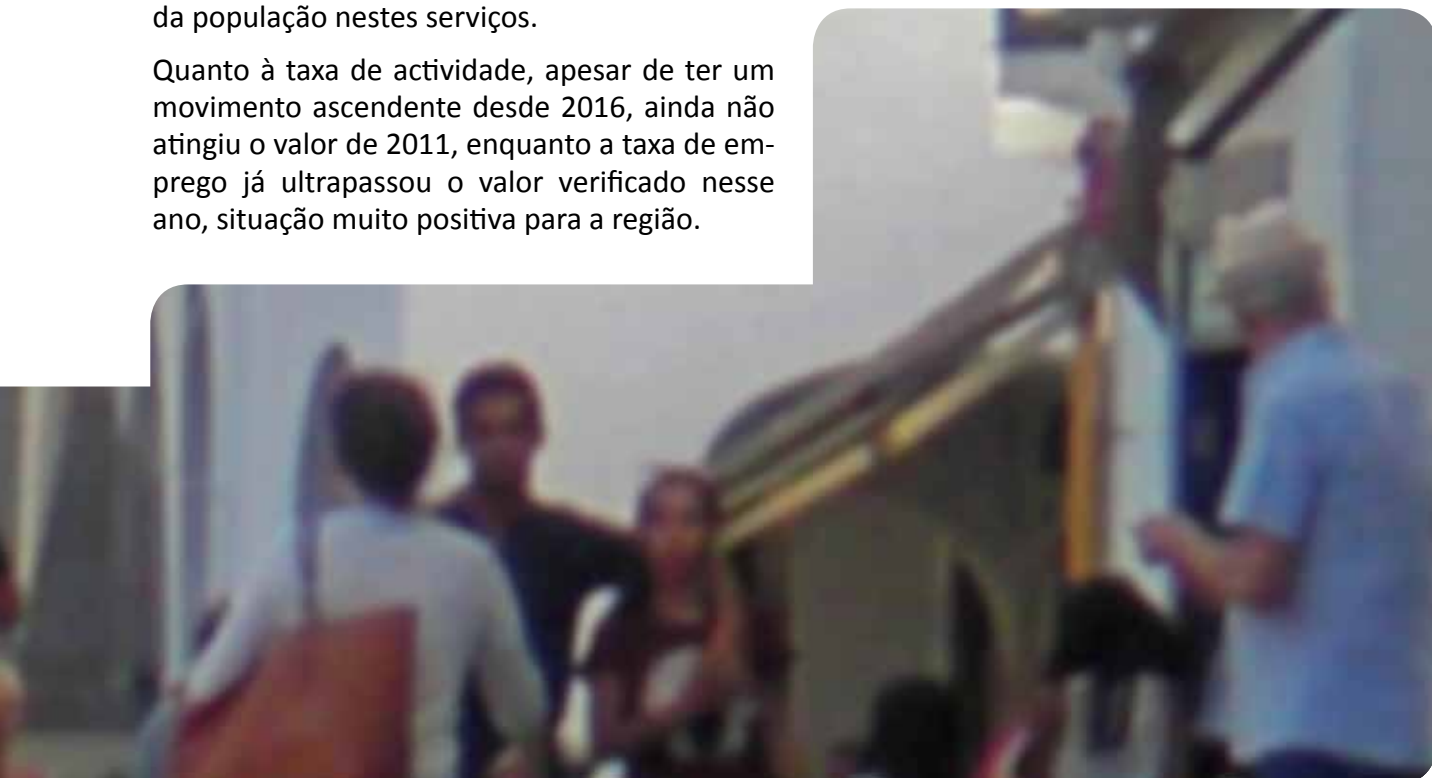 da população nestes serviços.
Quanto à taxa de actividade, apesar de ter um
movimento ascendente desde 2016, ainda não
atingiu o valor de 2011, enquanto a taxa de em-
prego já ultrapassou o valor verificado nesse
ano, situação muito positiva para a região.